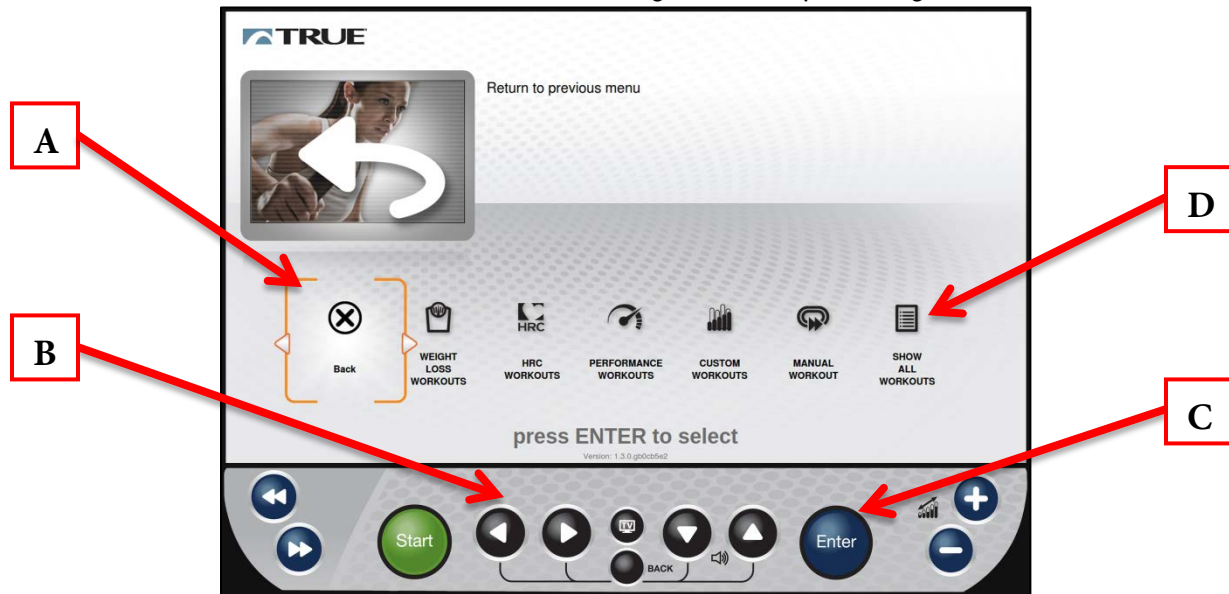 TRUE
Return to previous menu
A
D
B
C
HRC
Back
WEIGHT
LOSS
WORKOUTS
HRC
WORKOUTS
PERFORMANCE
WORKOUTS
CUSTOM
WORKOUTS
MANUAL
WORKOUT
SHOW
ALL
WORKOUTS
press ENTER to select
Version: 1.3.0.gb0cb5e2
Start
TV
BACK
Enter